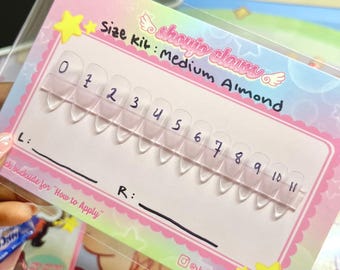 shoujo claws
Size Kit: Medium Almond
0 1 2 3 4 5 6 7 8 9 10 11
L:
R:
for "How to Apply"